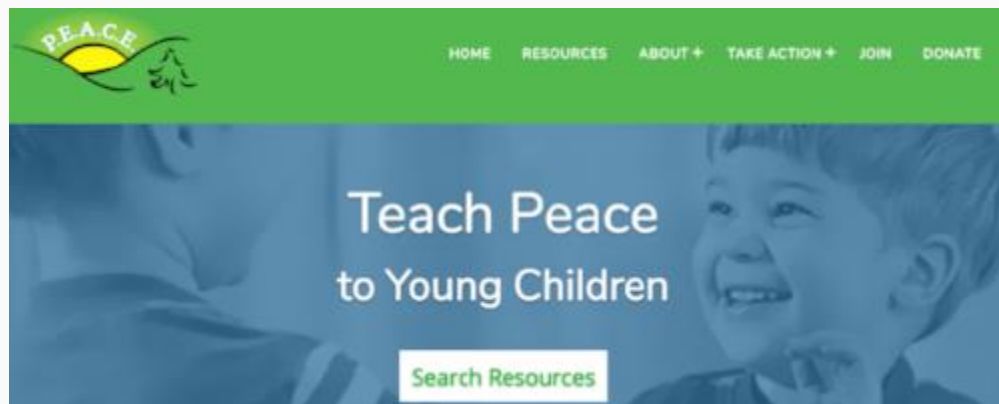 P.E.A.C.E.
HOME RESOURCES ABOUT + TAKE ACTION + JOIN DONATE
Teach Peace
to Young Children
Search Resources